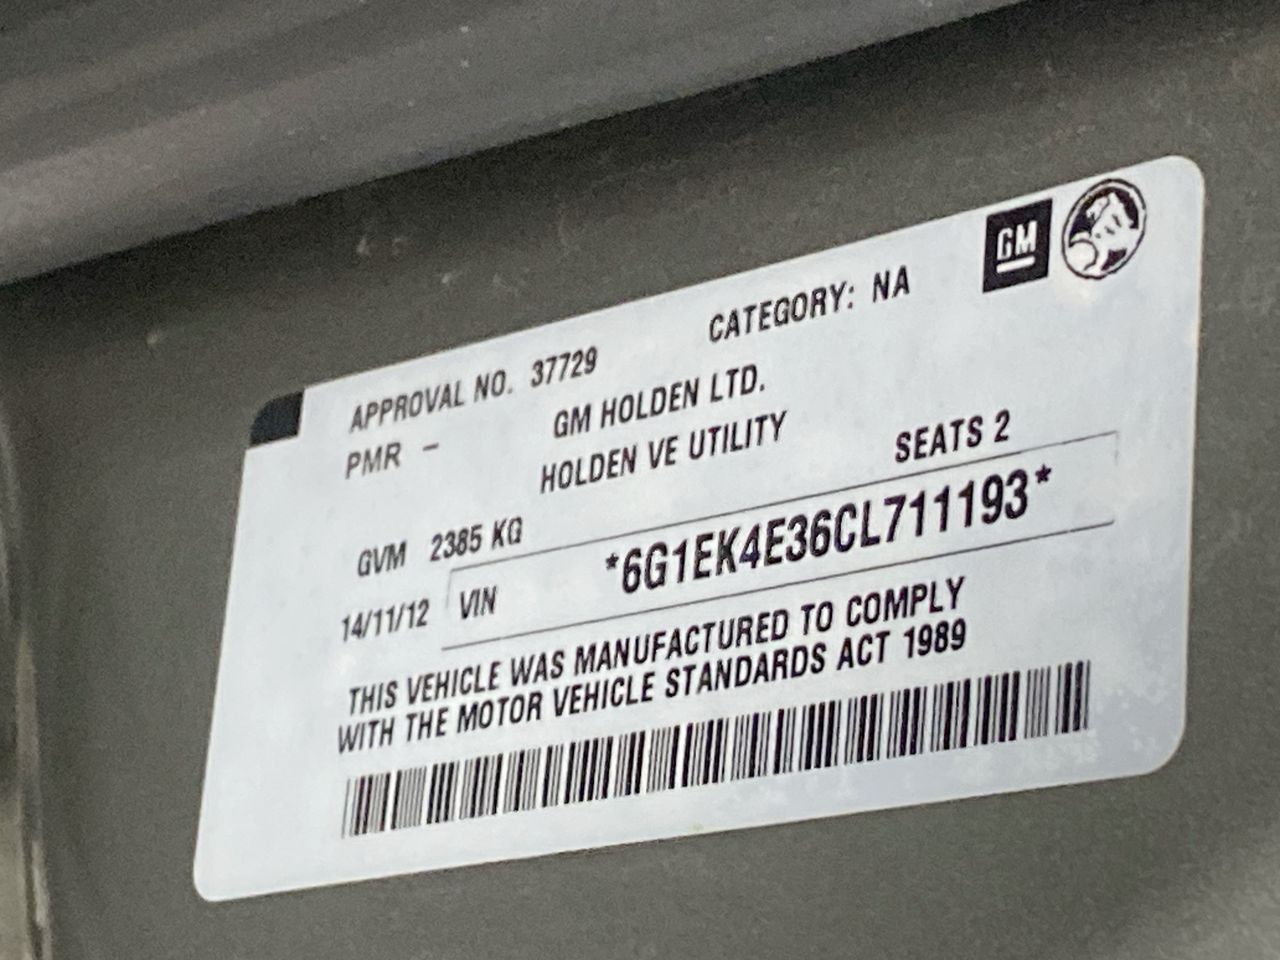 GM
APPROVAL NO. 37729 CATEGORY: NA
PMR - GM HOLDEN LTD.
HOLDEN VE UTILITY
SEATS 2
GVM 2385 KG
14/11/12 VIN *6G1EK4E36CL711193*
THIS VEHICLE WAS MANUFACTURED TO COMPLY
WITH THE MOTOR VEHICLE STANDARDS ACT 1989